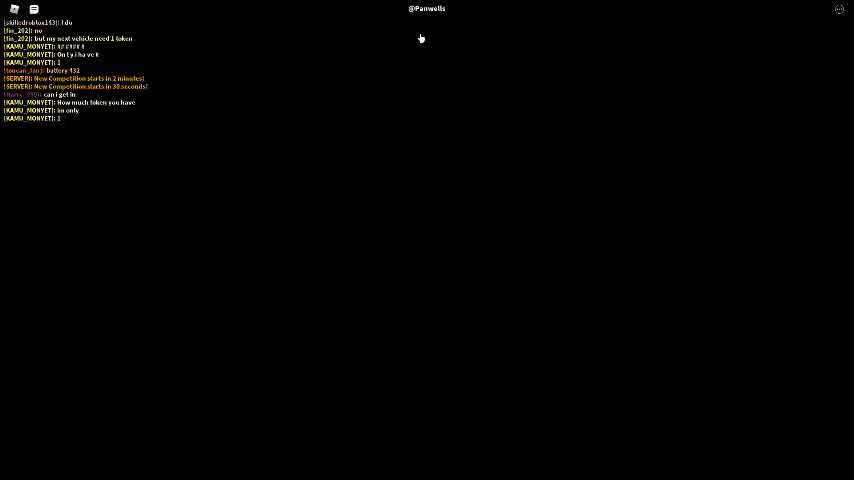 @Panwells
[skilledroblox143]: I do
[fin_202]: no
[fin_202]: but my next vehicle need 1 token
[KAMU_MONYET]: ## #### #
[KAMU_MONYET]: On t y i ha ve #
[KAMU_MONYET]: 1
[toucan_fan]: battery 432
[SERVER]: New Competition starts in 2 minutes!
[SERVER]: New Competition starts in 30 seconds!
can i get in
[KAMU_MONYET]: How much token you have
[KAMU_MONYET]: im only
[KAMU_MONYET]: 1